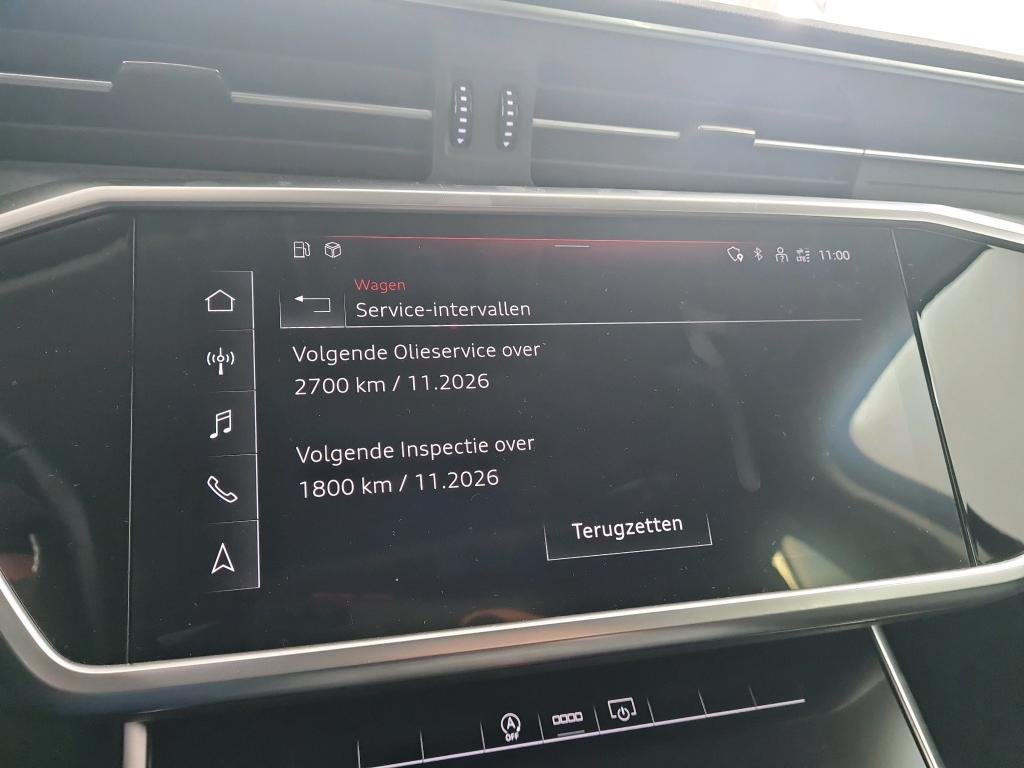 LTE
11:00
Wagen
Service-intervallen
Volgende Olieservice over
2700 km / 11.2026
Volgende Inspectie over
1800 km / 11.2026
Terugzetten
A
OFF